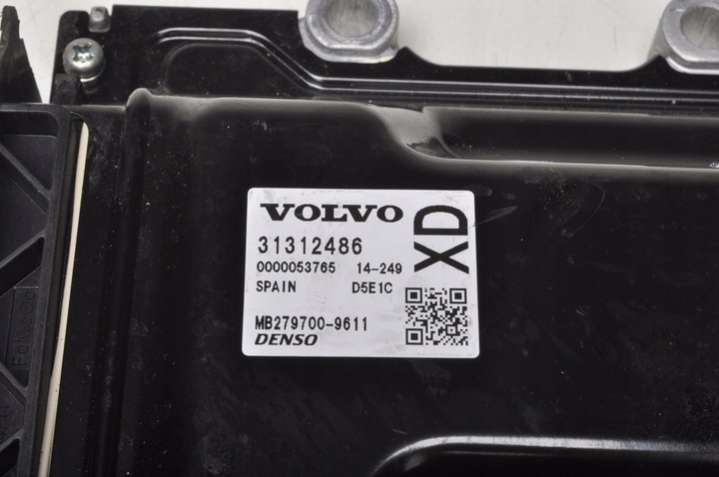 VOLVO
XD
31312486
0000053765 14-249
SPAIN D5E1C
MB279700-9611
DENSO